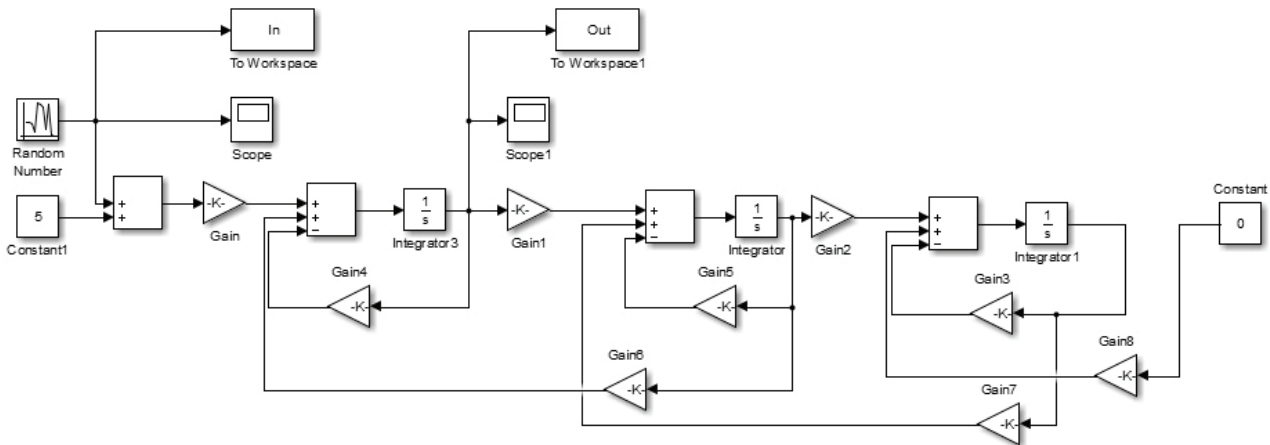 In
To Workspace
Out
To Workspace1
Random
Number
Scope
Scope1
5
Constant1
+
+
-K-
Gain
+
+
−
1
s
Integrator3
-K-
Gain1
+
+
−
1
s
Integrator
-K-
Gain2
+
+
−
1
s
Integrator1
Constant
0
Gain4
-K-
Gain5
-K-
Gain3
-K-
Gain6
-K-
Gain8
-K-
Gain7
-K-